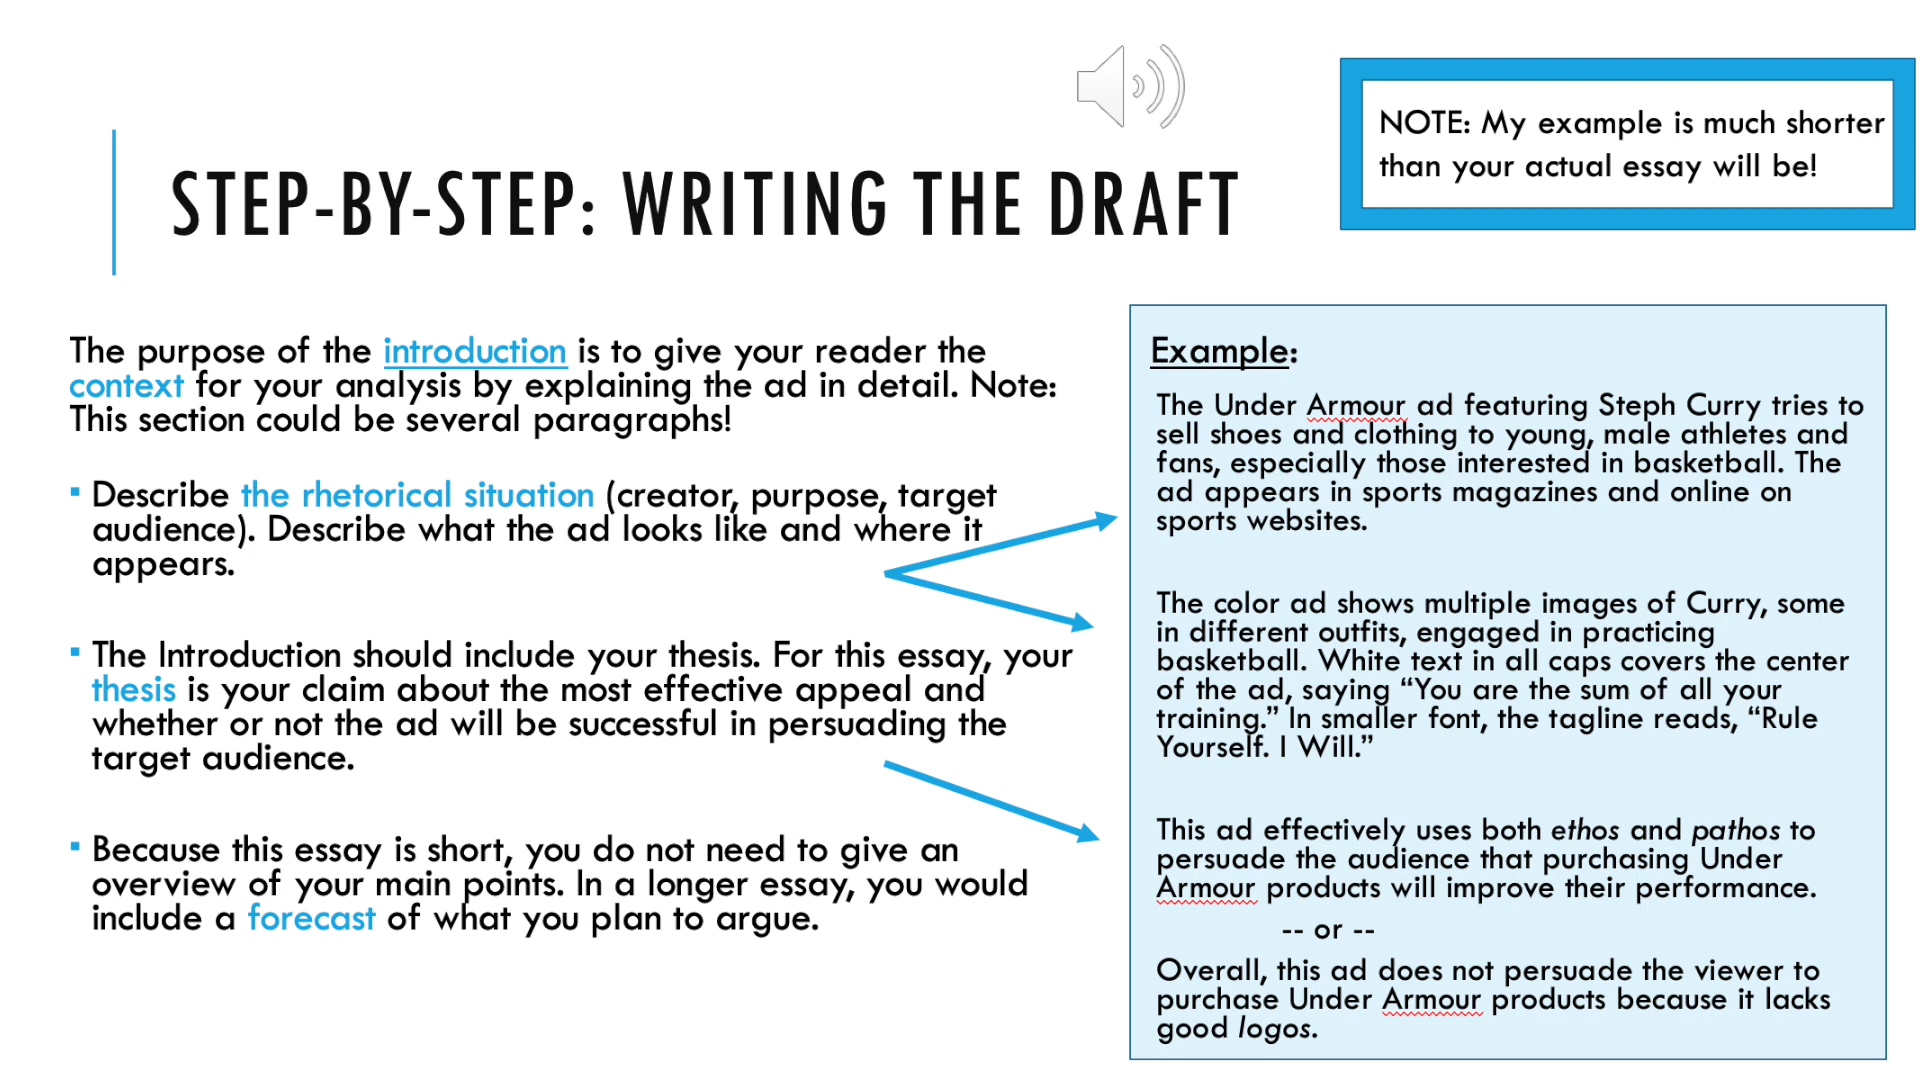 NOTE: My example is much shorter
than your actual essay will be!
STEP-BY-STEP: WRITING THE DRAFT
The purpose of the introduction is to give your reader the
context for your analysis by explaining the ad in detail. Note:
This section could be several paragraphs!
▪ Describe the rhetorical situation (creator, purpose, target
audience). Describe what the ad looks like and where it
appears.
▪ The Introduction should include your thesis. For this essay, your
thesis is your claim about the most effective appeal and
whether or not the ad will be successful in persuading the
target audience.
▪ Because this essay is short, you do not need to give an
overview of your main points. In a longer essay, you would
include a forecast of what you plan to argue.
Example:
The Under Armour ad featuring Steph Curry tries to
sell shoes and clothing to young, male athletes and
fans, especially those interested in basketball. The
ad appears in sports magazines and online on
sports websites.
The color ad shows multiple images of Curry, some
in different outfits, engaged in practicing
basketball. White text in all caps covers the center
of the ad, saying “You are the sum of all your
training.” In smaller font, the tagline reads, “Rule
Yourself. I Will.”
This ad effectively uses both ethos and pathos to
persuade the audience that purchasing Under
Armour products will improve their performance.
-- or --
Overall, this ad does not persuade the viewer to
purchase Under Armour products because it lacks
good logos.